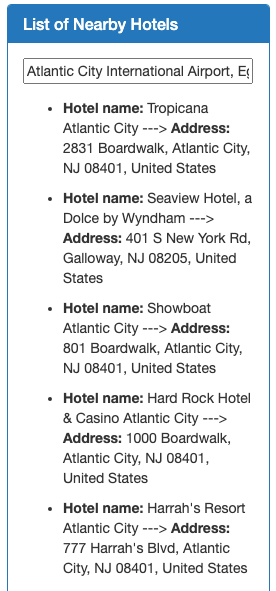 List of Nearby Hotels
Atlantic City International Airport, Eg
Hotel name: Tropicana
Atlantic City ---> Address:
2831 Boardwalk, Atlantic City,
NJ 08401, United States
Hotel name: Seaview Hotel, a
Dolce by Wyndham --->
Address: 401 S New York Rd,
Galloway, NJ 08205, United
States
Hotel name: Showboat
Atlantic City ---> Address:
801 Boardwalk, Atlantic City,
NJ 08401, United States
Hotel name: Hard Rock Hotel
& Casino Atlantic City --->
Address: 1000 Boardwalk,
Atlantic City, NJ 08401,
United States
Hotel name: Harrah's Resort
Atlantic City ---> Address:
777 Harrah's Blvd, Atlantic
City, NJ 08401, United States